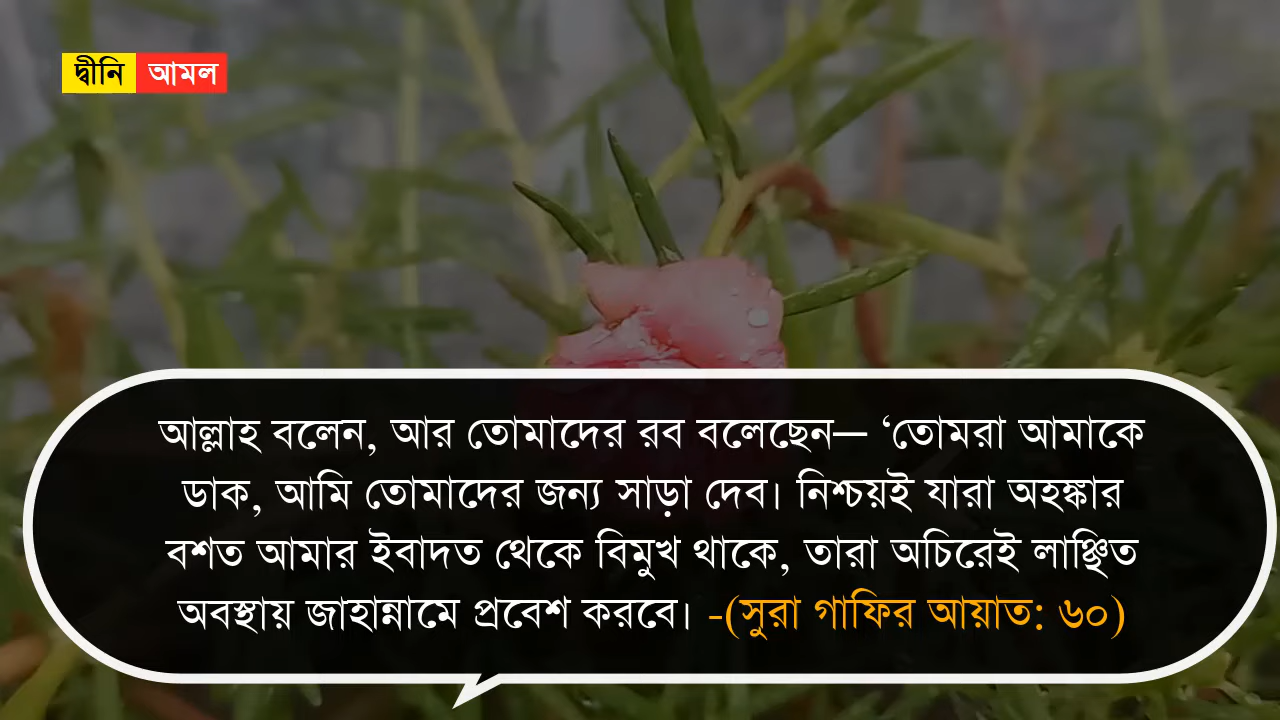 দ্বীনি আমল
আল্লাহ বলেন, আর তোমাদের রব বলেছেন— ‘তোমরা আমাকে
ডাক, আমি তোমাদের জন্য সাড়া দেব। নিশ্চয়ই যারা অহঙ্কার
বশত আমার ইবাদত থেকে বিমুখ থাকে, তারা অচিরেই লাঞ্ছিত
অবস্থায় জাহান্নামে প্রবেশ করবে। -(সুরা গাফির আয়াত: ৬০)